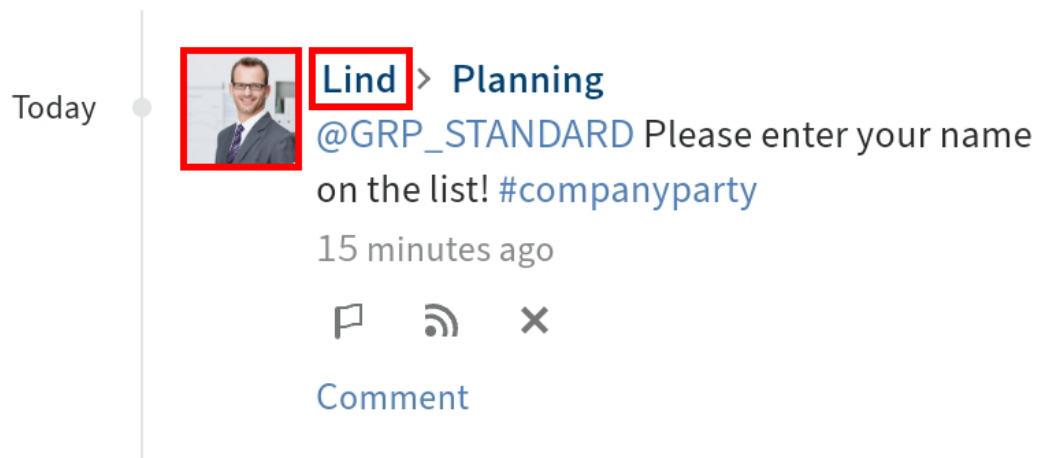 Today
Lind > Planning
@GRP_STANDARD Please enter your name
on the list! #companyparty
15 minutes ago
Comment